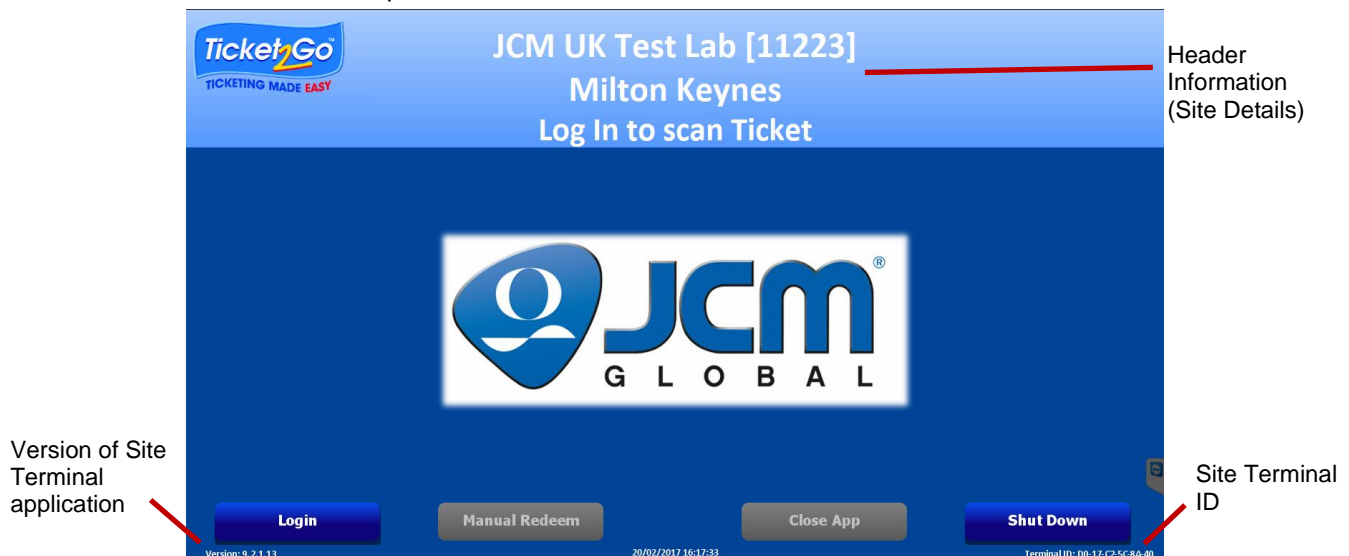 Ticket2Go™
TICKETING MADE EASY
JCM UK Test Lab [11223]
Milton Keynes
Log In to scan Ticket
Header
Information
(Site Details)
JCM®
GLOBAL
Version of Site
Terminal
application
Site Terminal
ID
Login
Manual Redeem
Close App
Shut Down
Version: 9.2.1.13
20/02/2017 16:17:33
Terminal ID: D0-17-C2-5C-8A-40